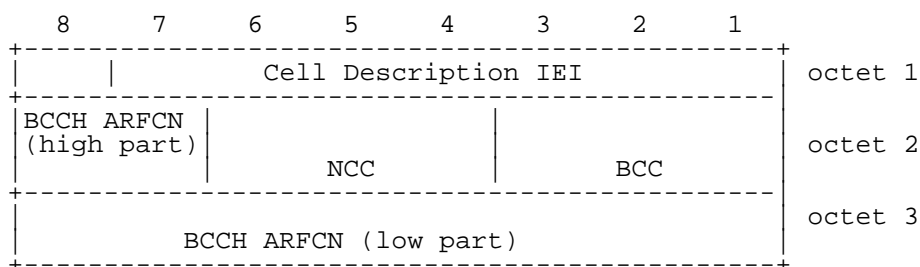 8 7 6 5 4 3 2 1
Cell Description IEI octet 1
BCCH ARFCN
(high part) octet 2
NCC BCC
octet 3
BCCH ARFCN (low part)